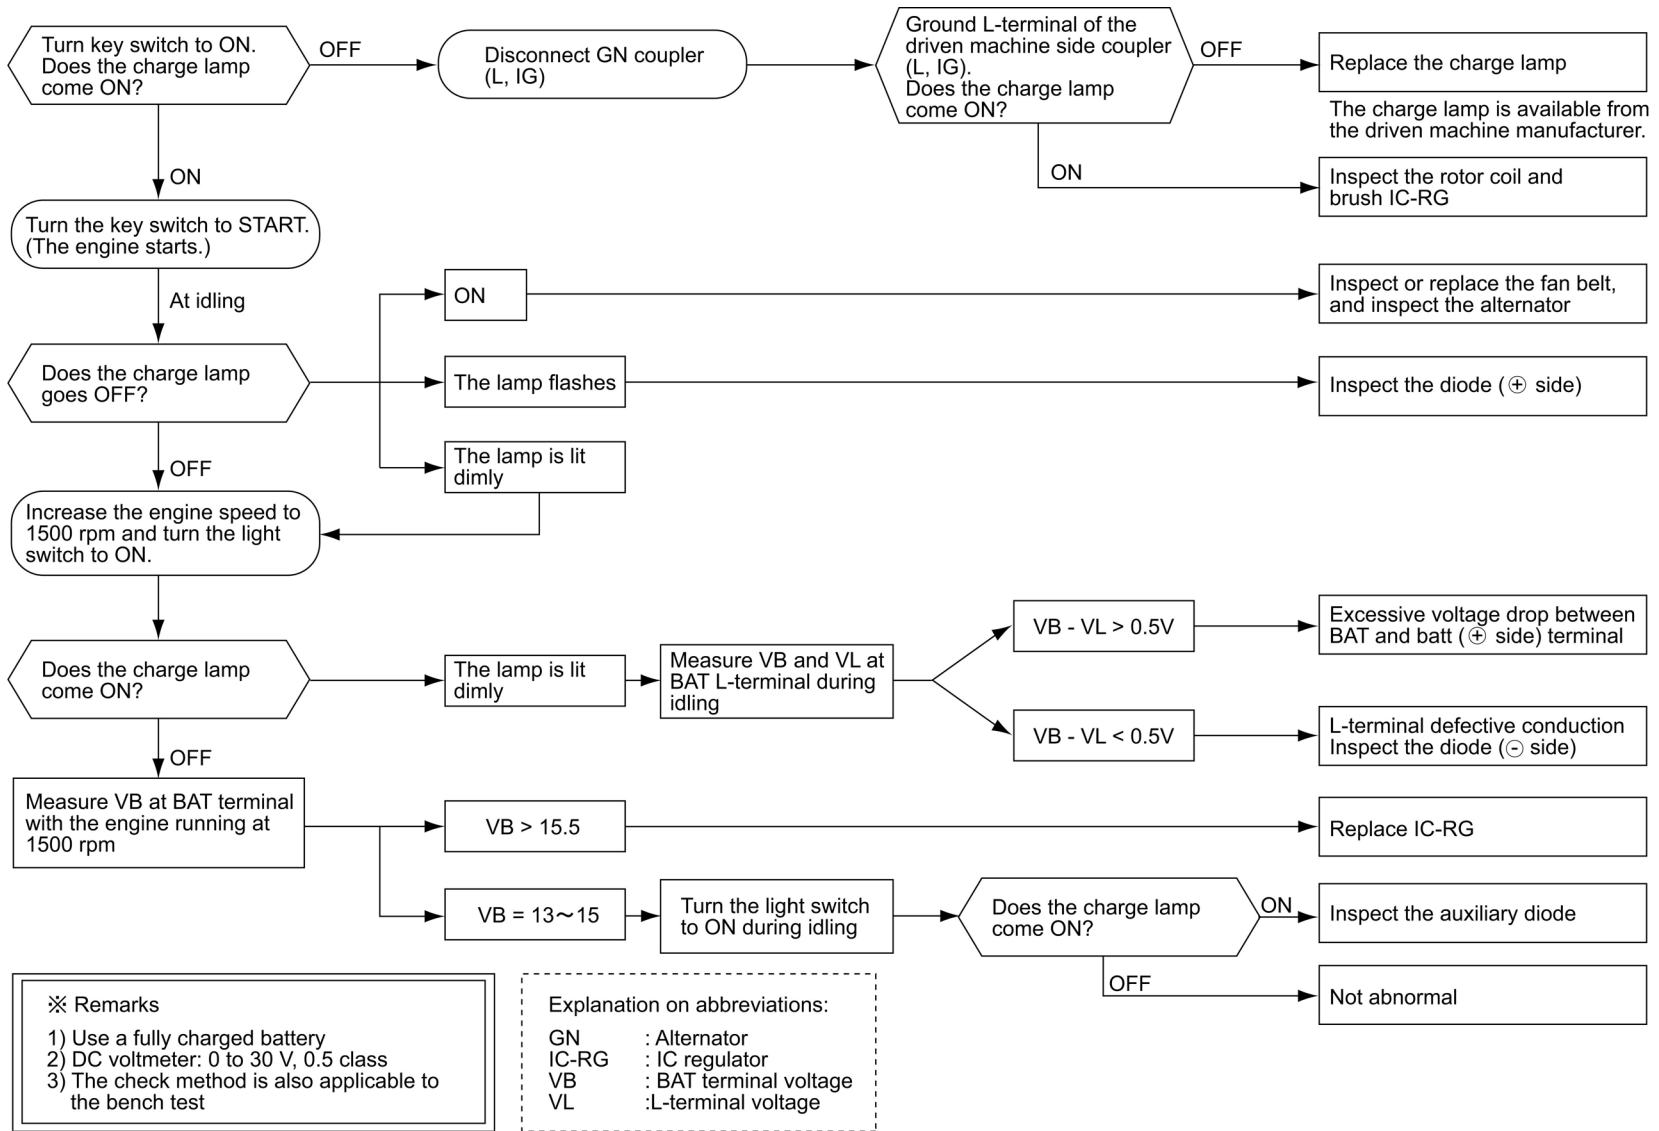 Turn key switch to ON.
Does the charge lamp
come ON?
OFF
Disconnect GN coupler
(L, IG)
Ground L-terminal of the
driven machine side coupler
(L, IG).
Does the charge lamp
come ON?
OFF
Replace the charge lamp
The charge lamp is available from
the driven machine manufacturer.
ON
Inspect the rotor coil and
brush IC-RG
ON
Turn the key switch to START.
(The engine starts.)
At idling
ON
Inspect or replace the fan belt,
and inspect the alternator
Does the charge lamp
goes OFF?
The lamp flashes
Inspect the diode (⊕ side)
The lamp is lit
dimly
OFF
Increase the engine speed to
1500 rpm and turn the light
switch to ON.
Does the charge lamp
come ON?
The lamp is lit
dimly
Measure VB and VL at
BAT L-terminal during
idling
VB - VL > 0.5V
Excessive voltage drop between
BAT and batt (⊕ side) terminal
VB - VL < 0.5V
L-terminal defective conduction
Inspect the diode (⊖ side)
OFF
Measure VB at BAT terminal
with the engine running at
1500 rpm
VB > 15.5
Replace IC-RG
VB = 13～15
Turn the light switch
to ON during idling
Does the charge lamp
come ON?
ON
Inspect the auxiliary diode
OFF
Not abnormal
※ Remarks
1) Use a fully charged battery
2) DC voltmeter: 0 to 30 V, 0.5 class
3) The check method is also applicable to
the bench test
Explanation on abbreviations:
GN : Alternator
IC-RG : IC regulator
VB : BAT terminal voltage
VL :L-terminal voltage